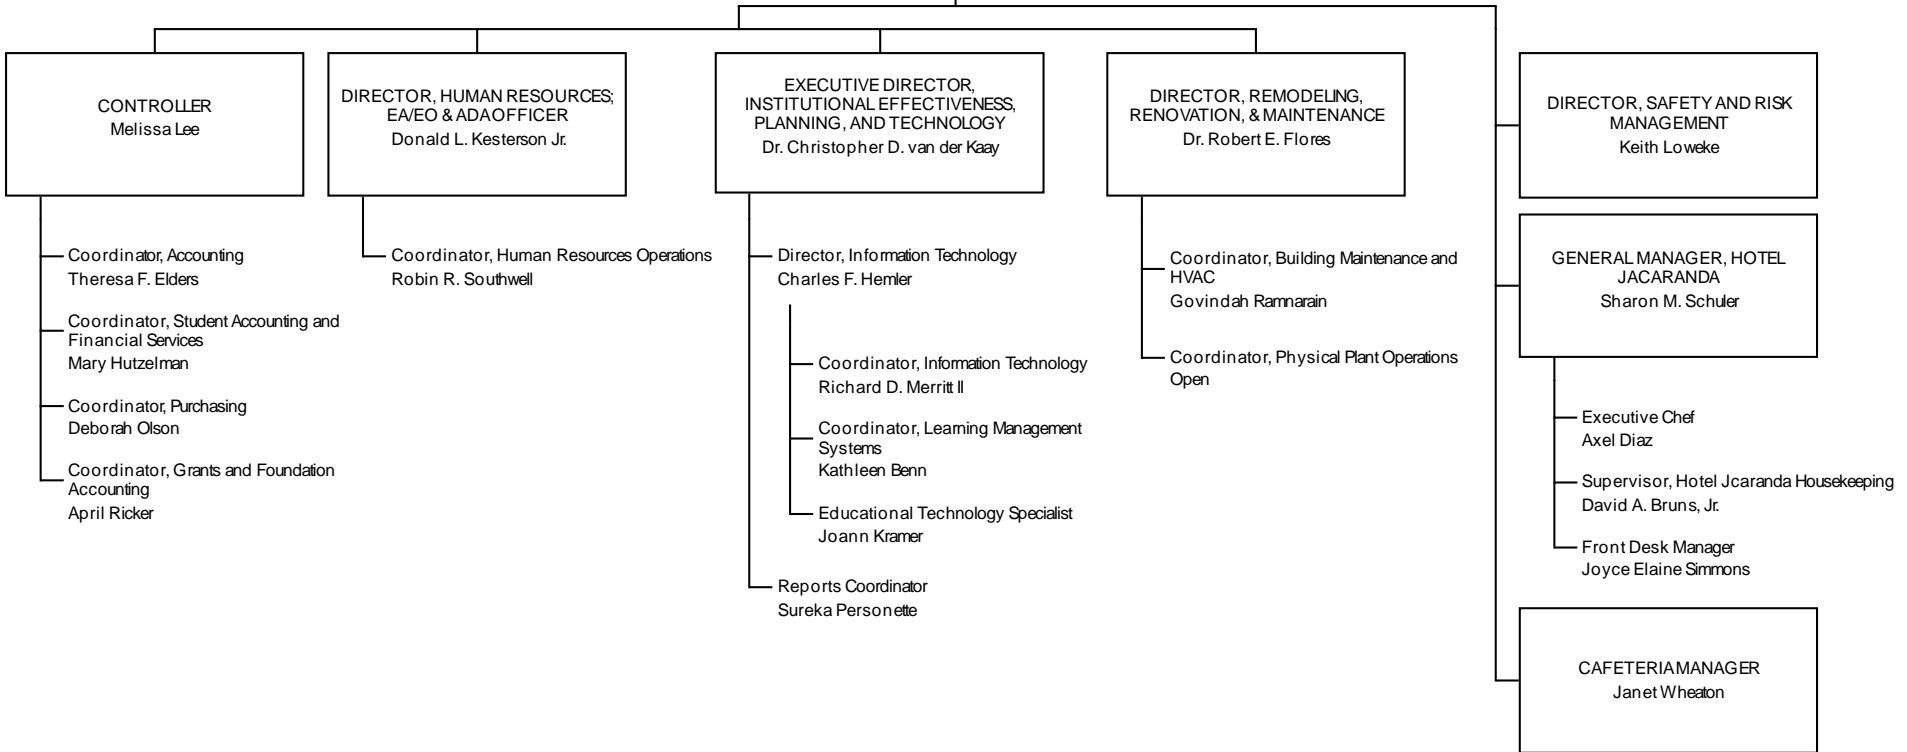 CONTROLLER
Melissa Lee
Coordinator, Accounting
Theresa F. Elders
Coordinator, Student Accounting and
Financial Services
Mary Hutzelman
Coordinator, Purchasing
Deborah Olson
Coordinator, Grants and Foundation
Accounting
April Ricker
DIRECTOR, HUMAN RESOURCES;
EA/EO & ADA OFFICER
Donald L. Kesterson Jr.
Coordinator, Human Resources Operations
Robin R. Southwell
EXECUTIVE DIRECTOR,
INSTITUTIONAL EFFECTIVENESS,
PLANNING, AND TECHNOLOGY
Dr. Christopher D. van der Kaay
Director, Information Technology
Charles F. Hemler
Coordinator, Information Technology
Richard D. Merritt II
Coordinator, Learning Management
Systems
Kathleen Benn
Educational Technology Specialist
Joann Kramer
Reports Coordinator
Sureka Personette
DIRECTOR, REMODELING,
RENOVATION, & MAINTENANCE
Dr. Robert E. Flores
Coordinator, Building Maintenance and
HVAC
Govindah Ramnarain
Coordinator, Physical Plant Operations
Open
DIRECTOR, SAFETY AND RISK
MANAGEMENT
Keith Loweke
GENERAL MANAGER, HOTEL
JACARANDA
Sharon M. Schuler
Executive Chef
Axel Diaz
Supervisor, Hotel Jcaranda Housekeeping
David A. Bruns, Jr.
Front Desk Manager
Joyce Elaine Simmons
CAFETERIA MANAGER
Janet Wheaton